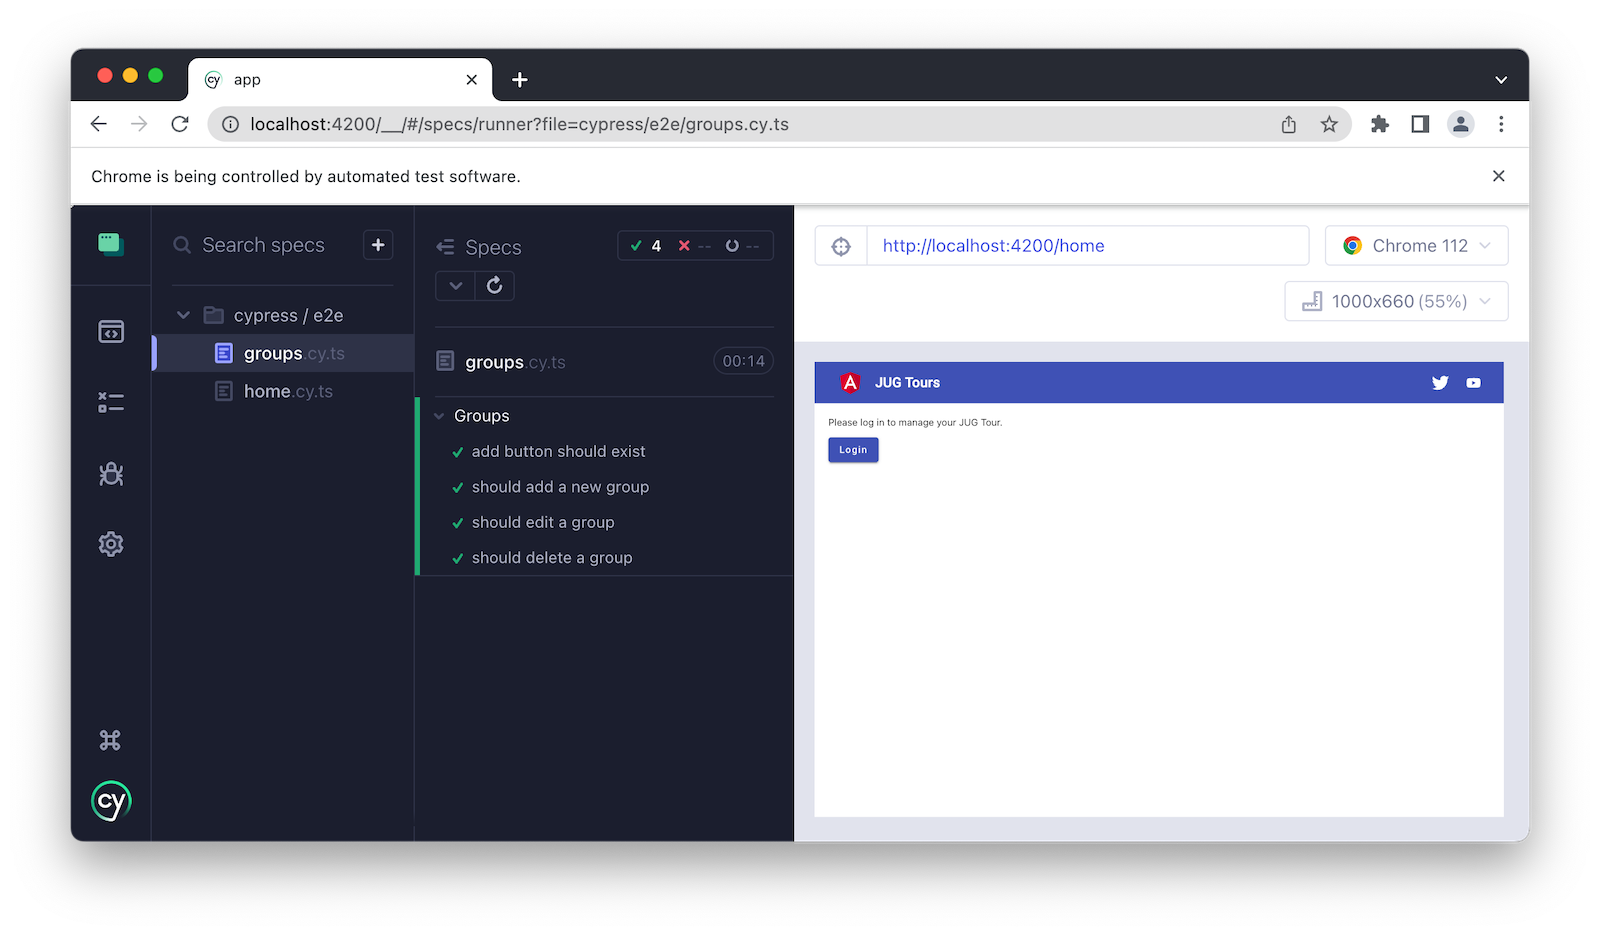 cy app
localhost:4200/__/#/specs/runner?file=cypress/e2e/groups.cy.ts
Chrome is being controlled by automated test software.
Search specs
cypress / e2e
groups.cy.ts
home.cy.ts
cy
Specs
4 -- --
groups.cy.ts 00:14
Groups
add button should exist
should add a new group
should edit a group
should delete a group
http://localhost:4200/home
Chrome 112
1000x660 (55%)
A JUG Tours
Please log in to manage your JUG Tour.
Login